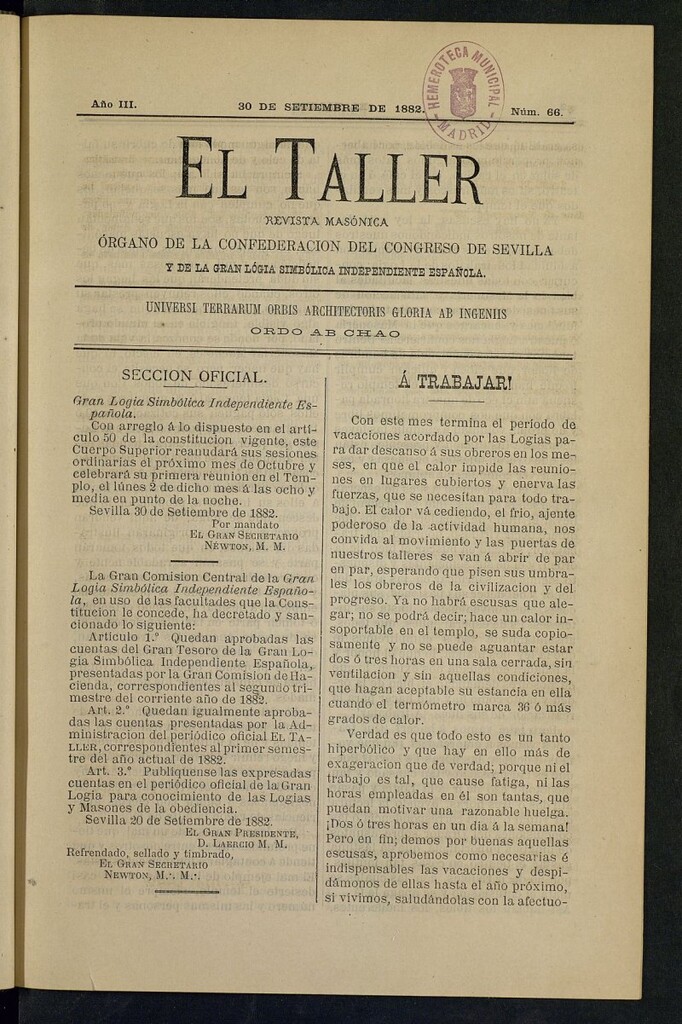 Año III.
30 DE SETIEMBRE DE 1882.
Núm. 66.
HEMEROTECA MUNICIPAL
MADRID
EL TALLER
REVISTA MASÓNICA
ÓRGANO DE LA CONFEDERACION DEL CONGRESO DE SEVILLA
Y DE LA GRAN LÓGIA SIMBÓLICA INDEPENDIENTE ESPAÑOLA.
UNIVERSI TERRARUM ORBIS ARCHITECTORIS GLORIA AB INGENIIS
ORDO AB CHAO
SECCION OFICIAL.
Gran Logia Simbólica Independiente Es-
pañola.
Con arreglo á lo dispuesto en el artí-
culo 50 de la constitucion vigente, este
Cuerpo Superior reanudará sus sesiones
ordinarias el próximo mes de Octubre y
celebrará su primera reunion en el Tem-
plo, el lúnes 2 de dicho mes á las ocho y
media en punto de la noche.
Sevilla 30 de Setiembre de 1882.
Por mandato
EL GRAN SECRETARIO
NEWTON, M. M.
La Gran Comision Central de la Gran
Logia Simbólica Independiente Españo-
la, en uso de las facultades que la Cons-
titucion le concede, ha decretado y san-
cionado lo siguiente:
Artículo 1.º Quedan aprobadas las
cuentas del Gran Tesoro de la Gran Lo-
gia Simbólica Independiente Española,
presentadas por la Gran Comision de Ha-
cienda, correspondientes al segundo tri-
mestre del corriente año de 1882.
Art. 2.º Quedan igualmente aproba-
das las cuentas presentadas por la Ad-
ministracion del periódico oficial EL TA-
LLER, correspondientes al primer semes-
tre del año actual de 1882.
Art. 3.º Publíquense las expresadas
cuentas en el periódico oficial de la Gran
Logia para conocimiento de las Logias
y Masones de la obediencia.
Sevilla 20 de Setiembre de 1882.
EL GRAN PRESIDENTE,
D. LAERCIO M. M.
Refrendado, sellado y timbrado,
EL GRAN SECRETARIO
NEWTON, M.·. M.·.
Á TRABAJAR!
Con este mes termina el período de
vacaciones acordado por las Logias pa-
ra dar descanso á sus obreros en los me-
ses, en que el calor impide las reunio-
nes en lugares cubiertos y enerva las
fuerzas, que se necesitan para todo tra-
bajo. El calor vá cediendo, el frio, ajente
poderoso de la actividad humana, nos
convida al movimiento y las puertas de
nuestros talleres se van á abrir de par
en par, esperando que pisen sus umbra-
les los obreros de la civilizacion y del
progreso. Ya no habrá escusas que ale-
gar; no se podrá decir; hace un calor in-
soportable en el templo, se suda copio-
samente y no se puede aguantar estar
dos ó tres horas en una sala cerrada, sin
ventilacion y sin aquellas condiciones,
que hagan aceptable su estancia en ella
cuando el termómetro marca 36 ó más
grados de calor.
Verdad es que todo esto es un tanto
hiperbólico y que hay en ello más de
exageracion que de verdad; porque ni el
trabajo es tal, que cause fatiga, ni las
horas empleadas en él son tantas, que
puedan motivar una razonable huelga.
¡Dos ó tres horas en un dia á la semana!
Pero en fin; demos por buenas aquellas
escusas, aprobemos como necesarias é
indispensables las vacaciones y despi-
dámonos de ellas hasta el año próximo,
si vivimos, saludándolas con la afectuo-